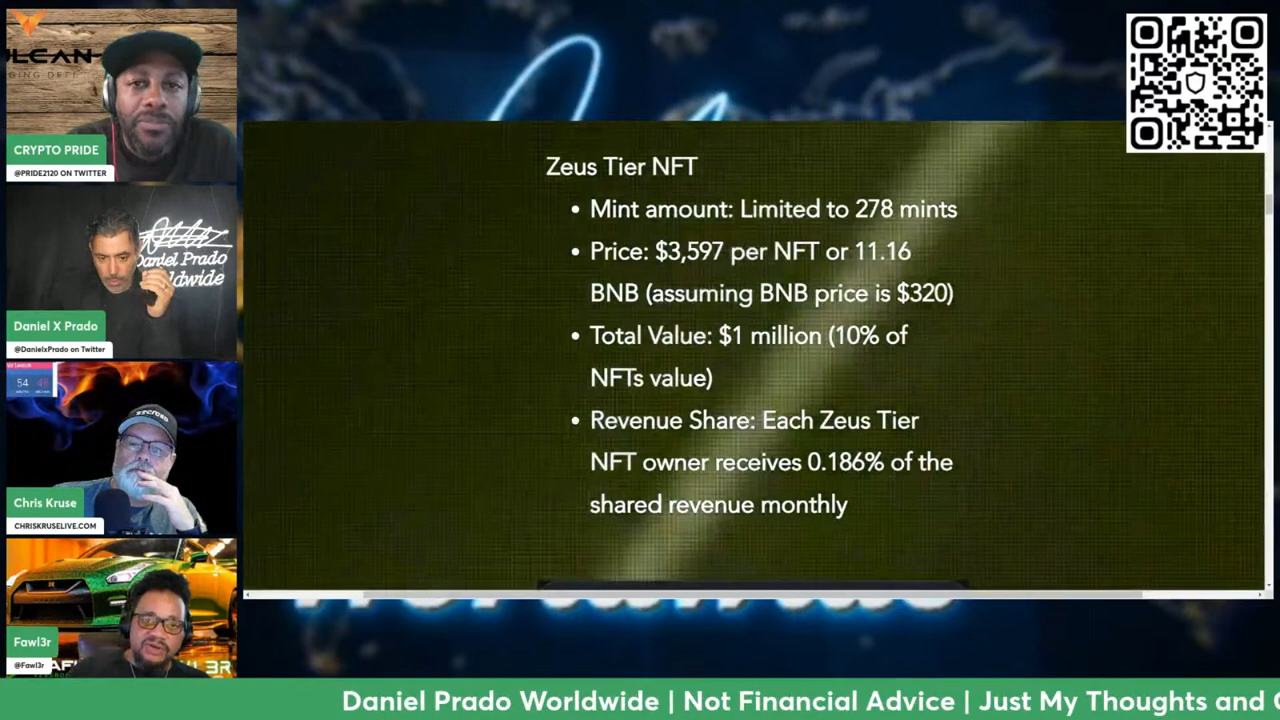 CRYPTO PRIDE
@PRIDE2120 ON TWITTER
Daniel Prado
Daniel X Prado
@DanielxPrado on Twitter
54
Chris Kruse
CHRISKRUSELIVE.COM
Fawl3r
@Fawl3r
Zeus Tier NFT
• Mint amount: Limited to 278 mints
• Price: $3,597 per NFT or 11.16
BNB (assuming BNB price is $320)
• Total Value: $1 million (10% of
NFTs value)
• Revenue Share: Each Zeus Tier
NFT owner receives 0.186% of the
shared revenue monthly
Daniel Prado Worldwide | Not Financial Advice | Just My Thoughts and